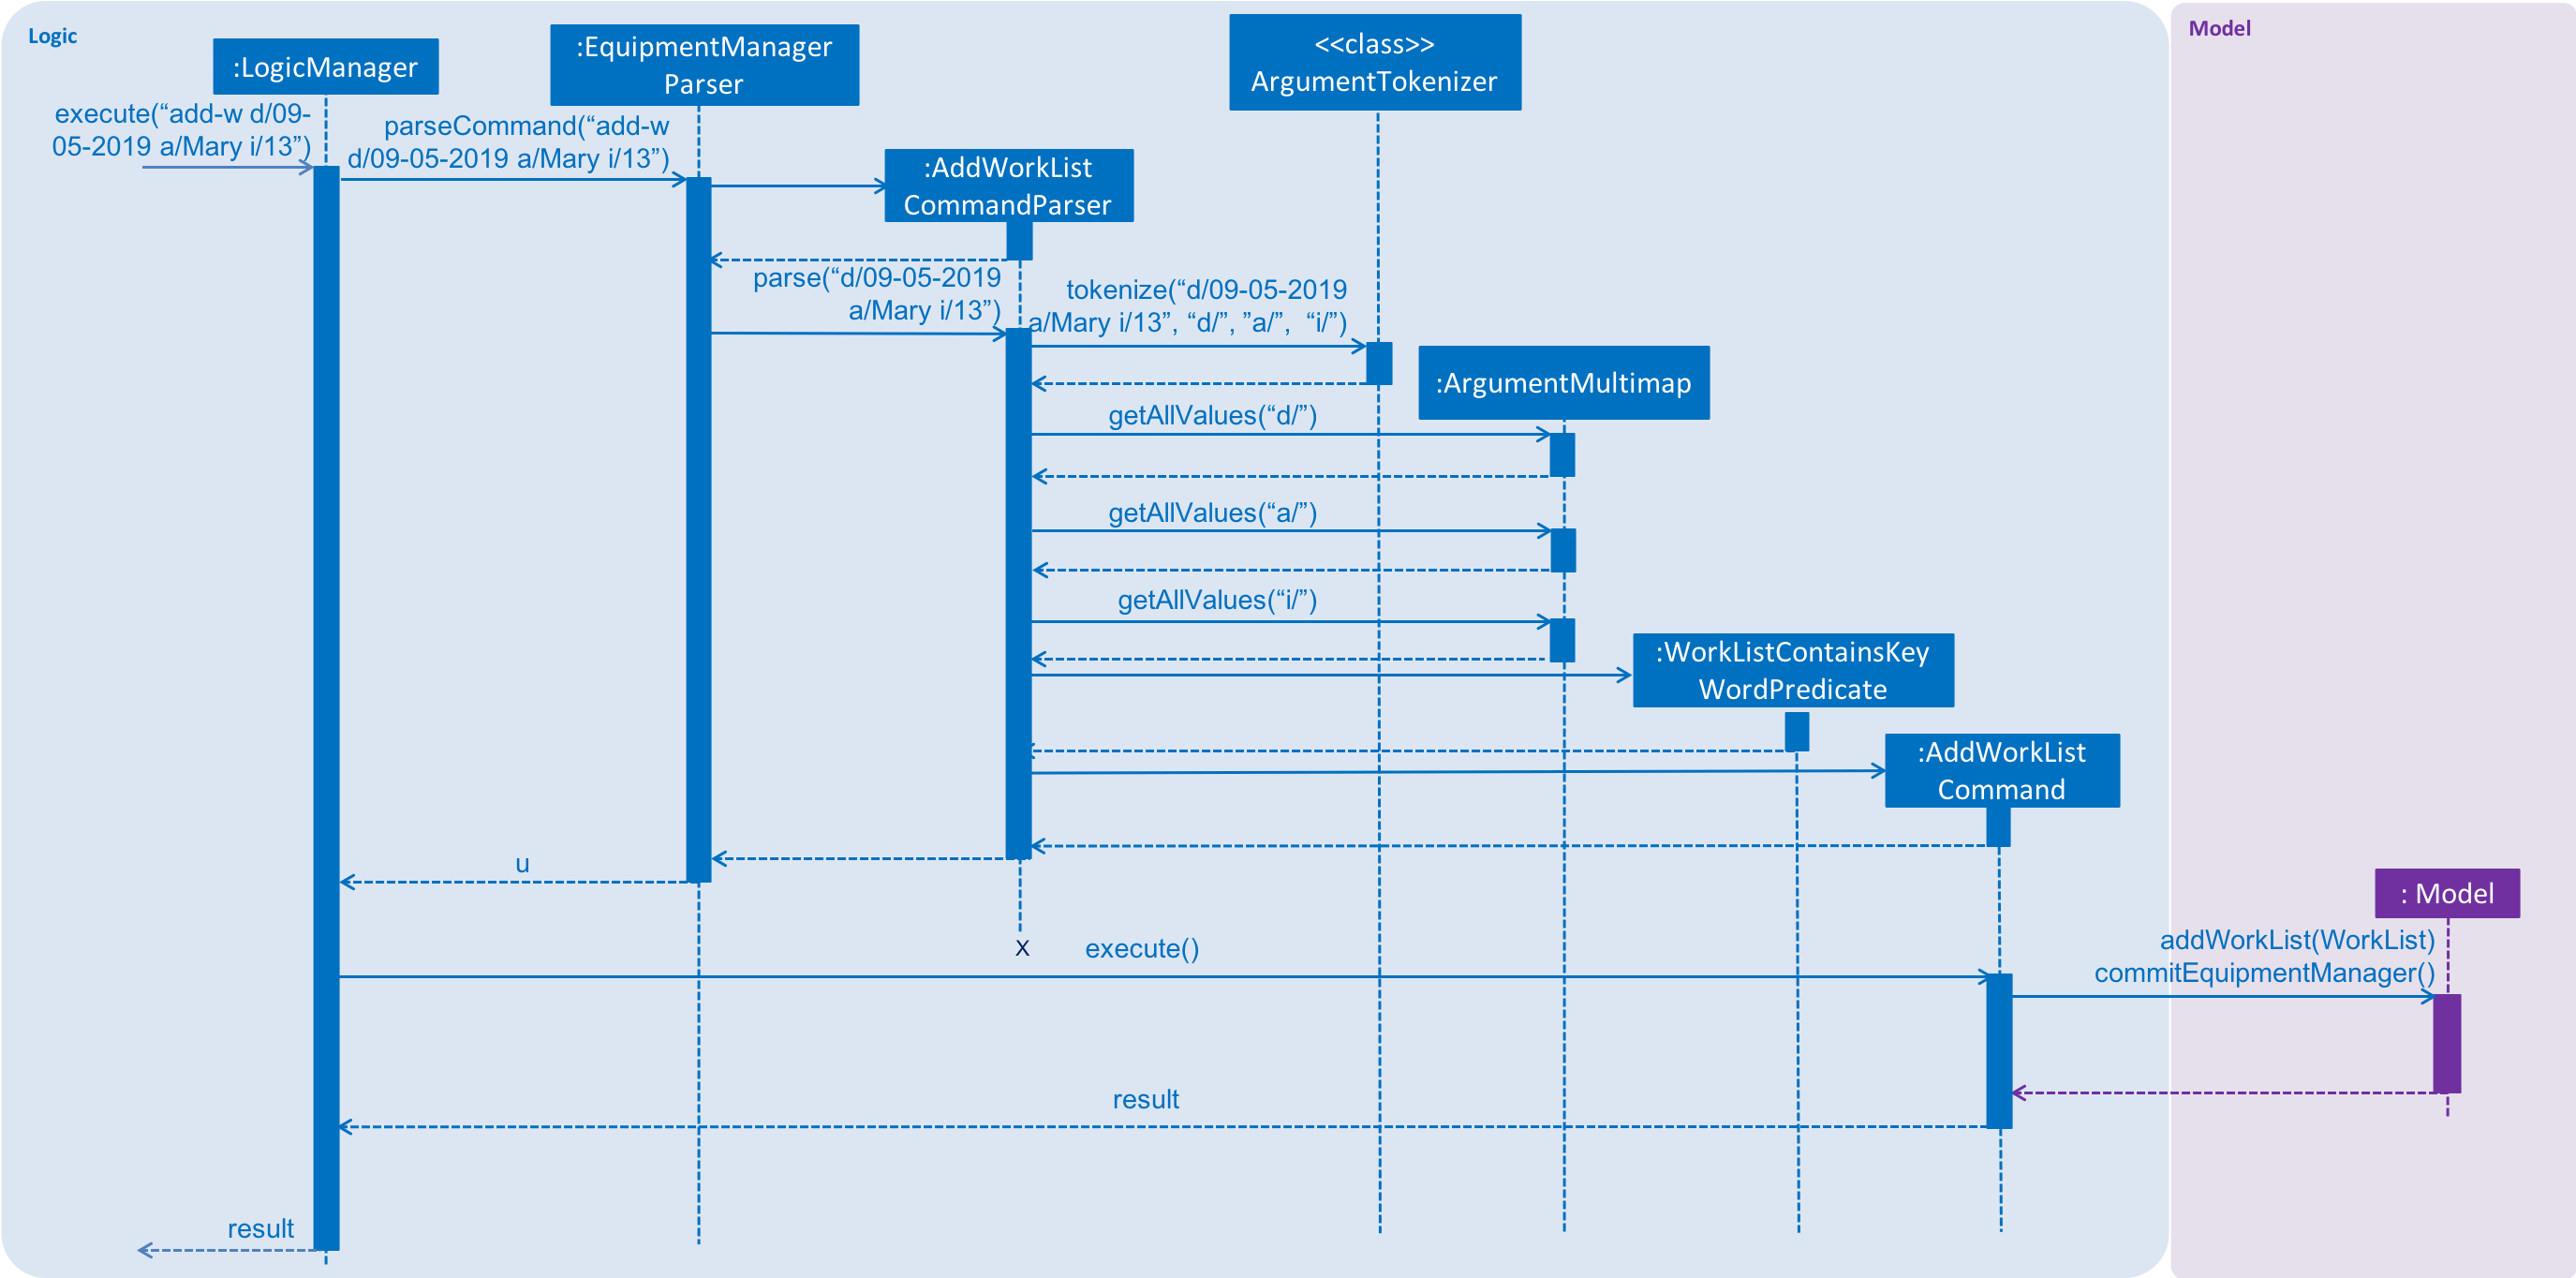 Logic
Model
:LogicManager
:EquipmentManager
Parser
<<class>>
ArgumentTokenizer
execute(“add-w d/09-
05-2019 a/Mary i/13”)
parseCommand(“add-w
d/09-05-2019 a/Mary i/13”)
:AddWorkList
CommandParser
parse(“d/09-05-2019
a/Mary i/13”)
tokenize(“d/09-05-2019
a/Mary i/13”, “d/”, ”a/”, “i/”)
:ArgumentMultimap
getAllValues(“d/”)
getAllValues(“a/”)
getAllValues(“i/”)
:WorkListContainsKey
WordPredicate
:AddWorkList
Command
u
: Model
X
execute()
addWorkList(WorkList)
commitEquipmentManager()
result
result